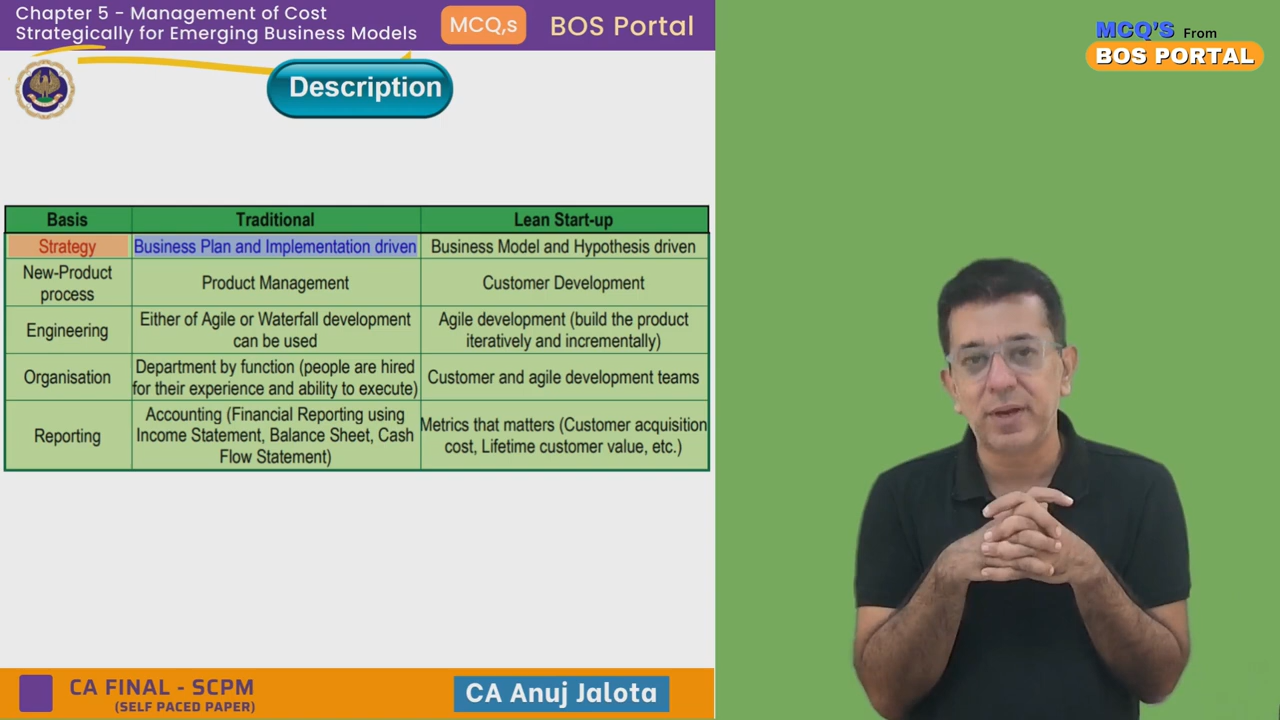 Chapter 5 - Management of Cost
Strategically for Emerging Business Models
MCQ,s
BOS Portal
MCQ'S From
BOS PORTAL
Description
Basis
Traditional
Lean Start-up
Strategy
Business Plan and Implementation driven
Business Model and Hypothesis driven
New-Product
process
Product Management
Customer Development
Engineering
Either of Agile or Waterfall development
can be used
Agile development (build the product
iteratively and incrementally)
Organisation
Department by function (people are hired
for their experience and ability to execute)
Customer and agile development teams
Reporting
Accounting (Financial Reporting using
Income Statement, Balance Sheet, Cash
Flow Statement)
Metrics that matters (Customer acquisition
cost, Lifetime customer value, etc.)
CA FINAL - SCPM
(SELF PACED PAPER)
CA Anuj Jalota